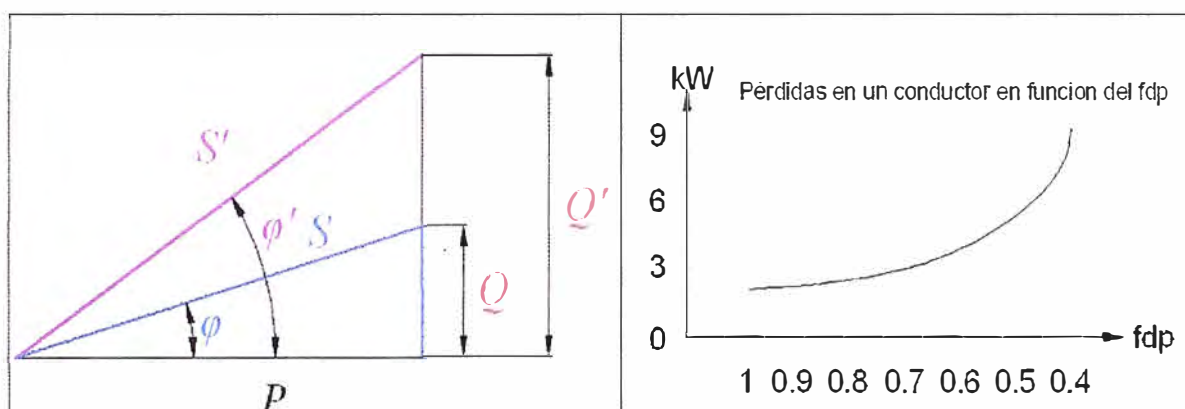 S'
φ' S
Q'
φ
Q
P
kW
Pérdidas en un conductor en funcion del fdp
9
6
3
0
fdp
1 0.9 0.8 0.7 0.6 0.5 0.4